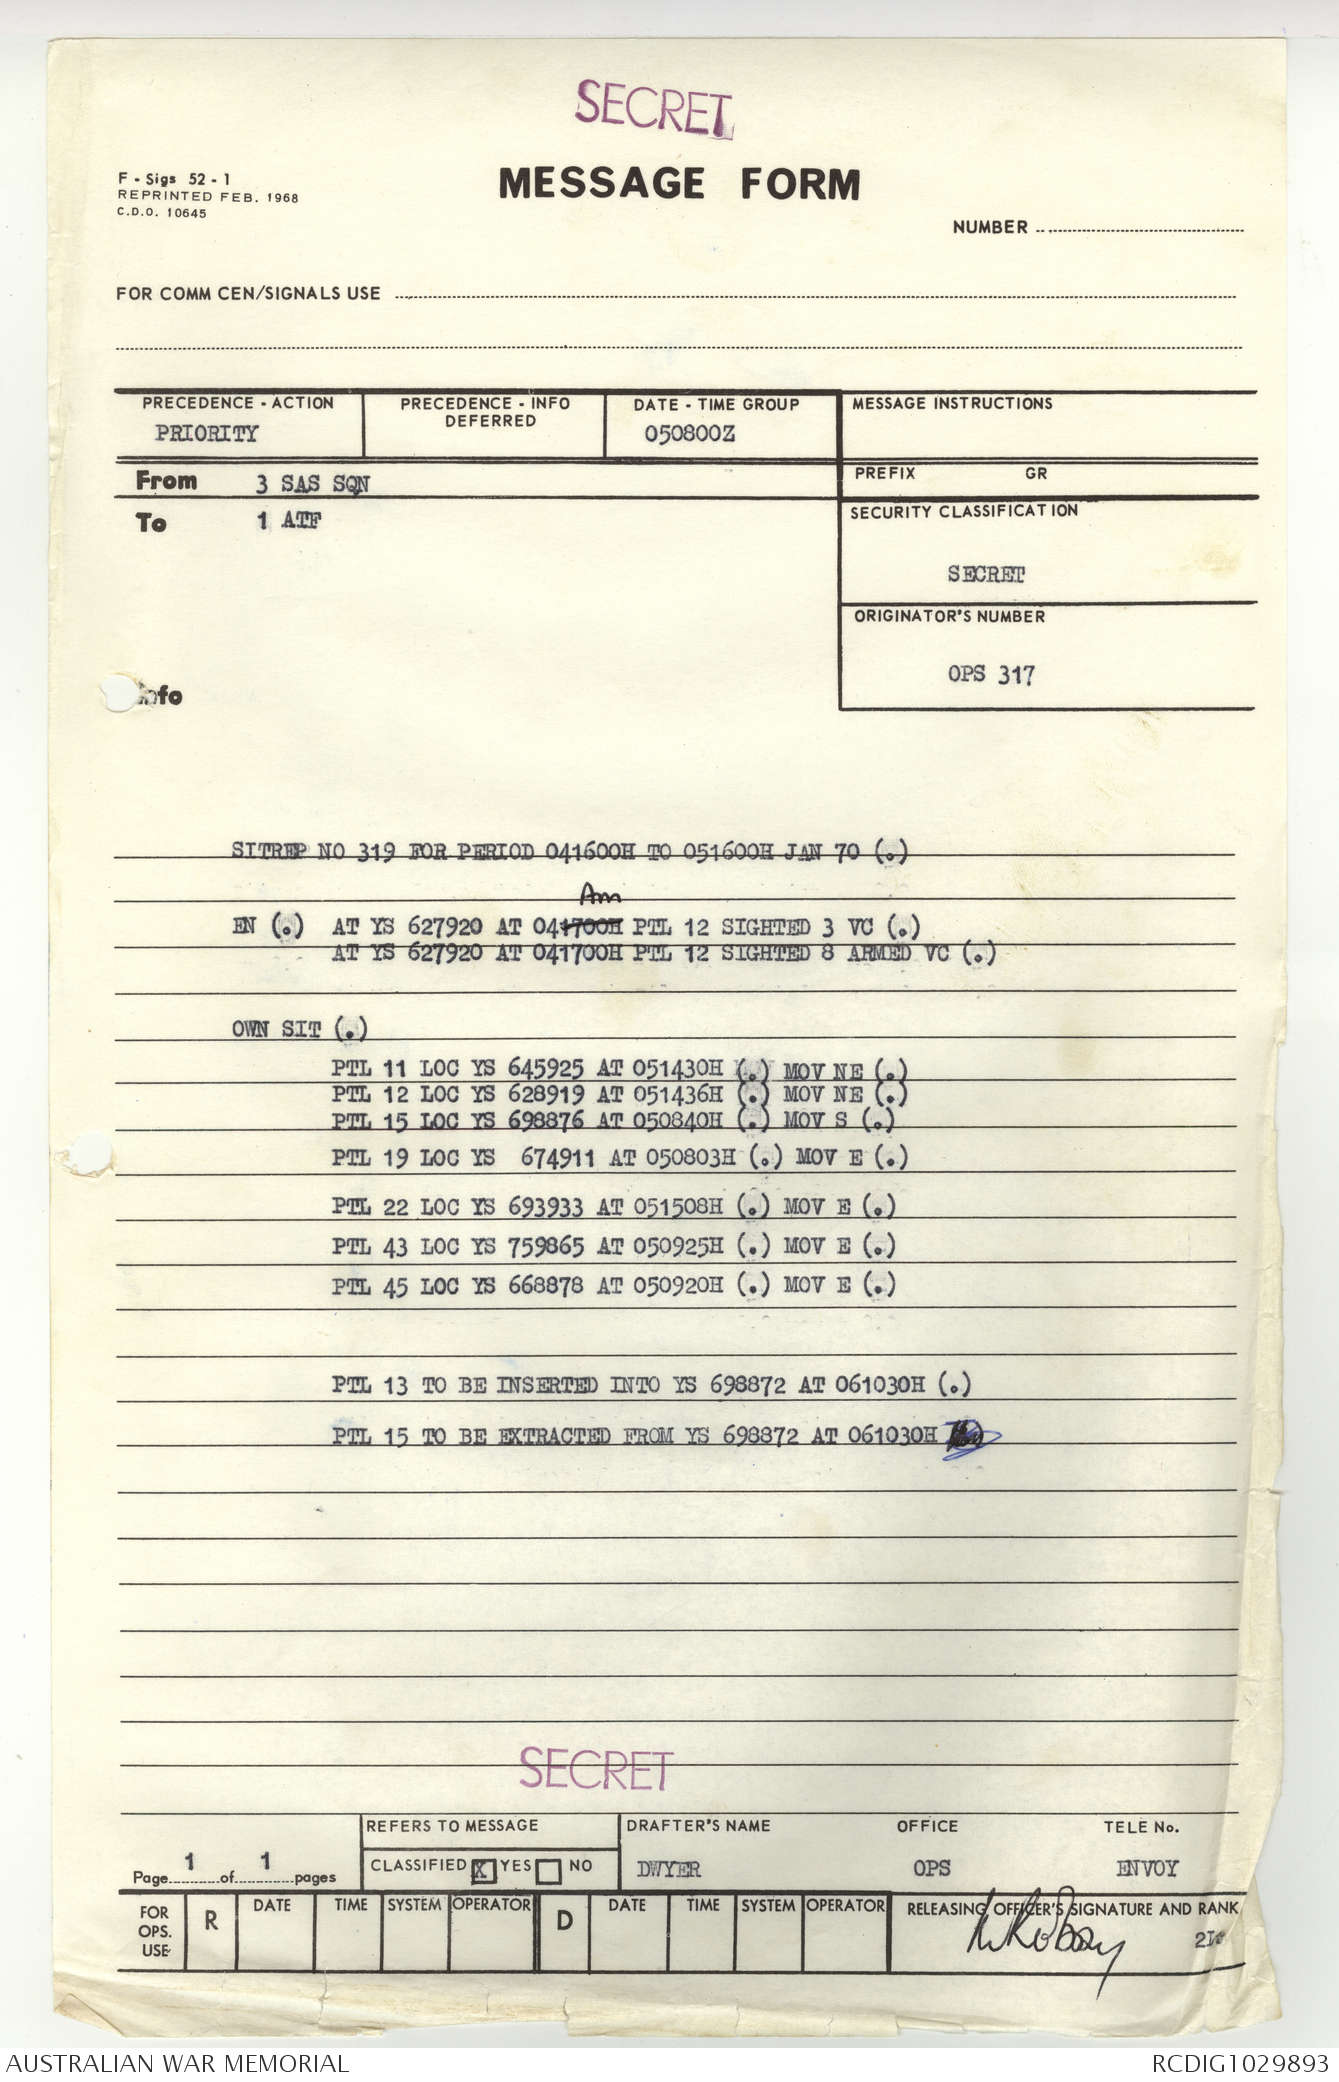 SECRET
F - Sigs 52 - 1
REPRINTED FEB. 1968
C.D.O. 10645
MESSAGE FORM
NUMBER
FOR COMM CEN/SIGNALS USE
PRECEDENCE - ACTION
PRIORITY
PRECEDENCE - INFO
DEFERRED
DATE - TIME GROUP
050800Z
MESSAGE INSTRUCTIONS
From 3 SAS SQN
PREFIX GR
To 1 ATF
SECURITY CLASSIFICATION
SECRET
ORIGINATOR'S NUMBER
OPS 317
Info
SITREP NO 319 FOR PERIOD 041600H TO 051600H JAN 70 (.)
Am
EN (.) AT YS 627920 AT 041700H PTL 12 SIGHTED 3 VC (.)
AT YS 627920 AT 041700H PTL 12 SIGHTED 8 ARMED VC (.)
OWN SIT (.)
PTL 11 LOC YS 645925 AT 051430H (.) MOV NE (.)
PTL 12 LOC YS 628919 AT 051436H (.) MOV NE (.)
PTL 15 LOC YS 698876 AT 050840H (.) MOV S (.)
PTL 19 LOC YS 674911 AT 050803H (.) MOV E (.)
PTL 22 LOC YS 693933 AT 051508H (.) MOV E (.)
PTL 43 LOC YS 759865 AT 050925H (.) MOV E (.)
PTL 45 LOC YS 668878 AT 050920H (.) MOV E (.)
PTL 13 TO BE INSERTED INTO YS 698872 AT 061030H (.)
PTL 15 TO BE EXTRACTED FROM YS 698872 AT 061030H
SECRET
Page 1 of 1 pages
REFERS TO MESSAGE
CLASSIFIED X YES NO
DRAFTER'S NAME
DWYER
OFFICE
OPS
TELE No.
ENVOY
FOR OPS. USE
R
DATE TIME SYSTEM OPERATOR
D
DATE TIME SYSTEM OPERATOR
RELEASING OFFICER'S SIGNATURE AND RANK
AUSTRALIAN WAR MEMORIAL
RCDIG1029893